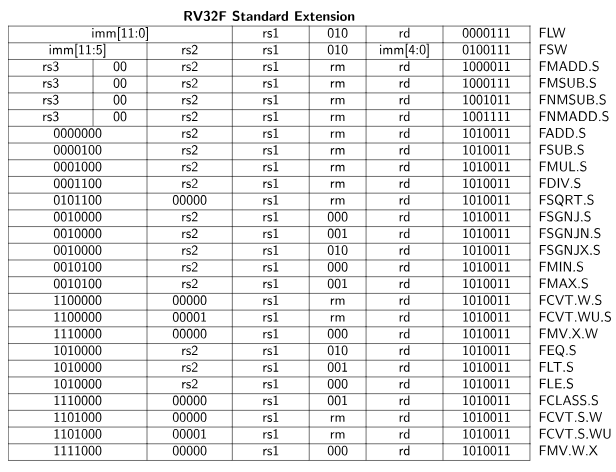 RV32F Standard Extension
imm[11:0] rs1 010 rd 0000111 FLW
imm[11:5] rs2 rs1 010 imm[4:0] 0100111 FSW
rs3 00 rs2 rs1 rm rd 1000011 FMADD.S
rs3 00 rs2 rs1 rm rd 1000111 FMSUB.S
rs3 00 rs2 rs1 rm rd 1001011 FNMSUB.S
rs3 00 rs2 rs1 rm rd 1001111 FNMADD.S
0000000 rs2 rs1 rm rd 1010011 FADD.S
0000100 rs2 rs1 rm rd 1010011 FSUB.S
0001000 rs2 rs1 rm rd 1010011 FMUL.S
0001100 rs2 rs1 rm rd 1010011 FDIV.S
0101100 00000 rs1 rm rd 1010011 FSQRT.S
0010000 rs2 rs1 000 rd 1010011 FSGNJ.S
0010000 rs2 rs1 001 rd 1010011 FSGNJN.S
0010000 rs2 rs1 010 rd 1010011 FSGNJX.S
0010100 rs2 rs1 000 rd 1010011 FMIN.S
0010100 rs2 rs1 001 rd 1010011 FMAX.S
1100000 00000 rs1 rm rd 1010011 FCVT.W.S
1100000 00001 rs1 rm rd 1010011 FCVT.WU.S
1110000 00000 rs1 000 rd 1010011 FMV.X.W
1010000 rs2 rs1 010 rd 1010011 FEQ.S
1010000 rs2 rs1 001 rd 1010011 FLT.S
1010000 rs2 rs1 000 rd 1010011 FLE.S
1110000 00000 rs1 001 rd 1010011 FCLASS.S
1101000 00000 rs1 rm rd 1010011 FCVT.S.W
1101000 00001 rs1 rm rd 1010011 FCVT.S.WU
1111000 00000 rs1 000 rd 1010011 FMV.W.X